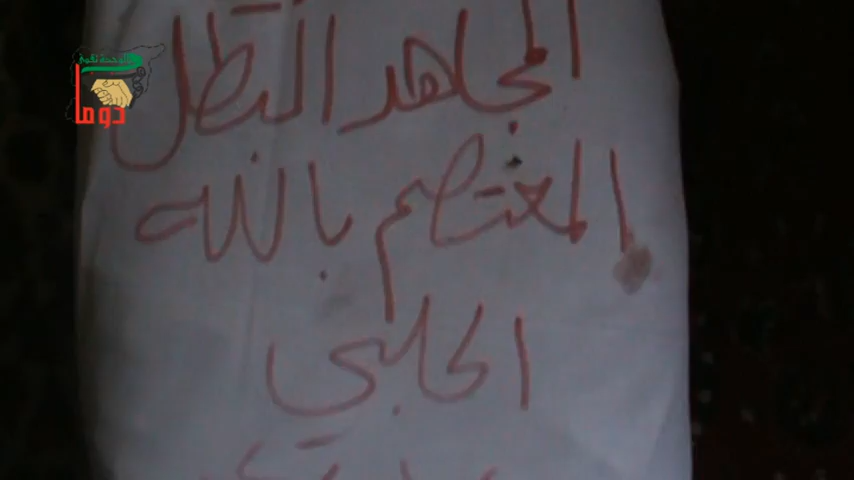 المجاهد البطل
المعتصم بالله
الحلبي
دوما